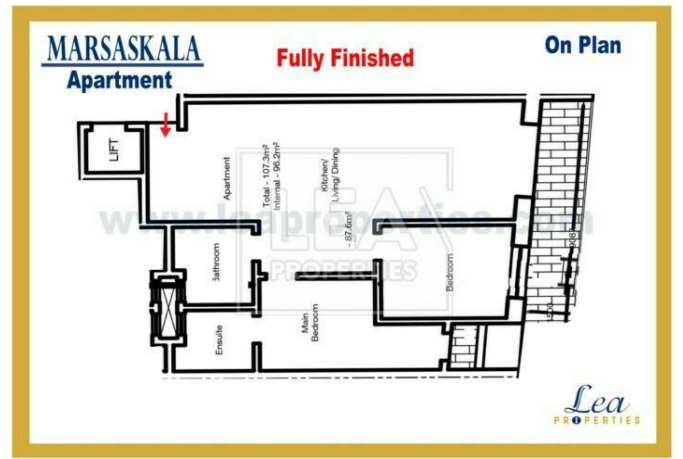 MARSASKALA
Apartment
Fully Finished
On Plan
LIFT
Apartment
Total - 107.3m²
Internal - 96.2m²
Kitchen/
Living/ Dining
- 87.6m²
Bathroom
Bedroom
Ensuite
Main
Bedroom
www.leaproperties.com
LEA
PROPERTIES
Lea
PROPERTIES